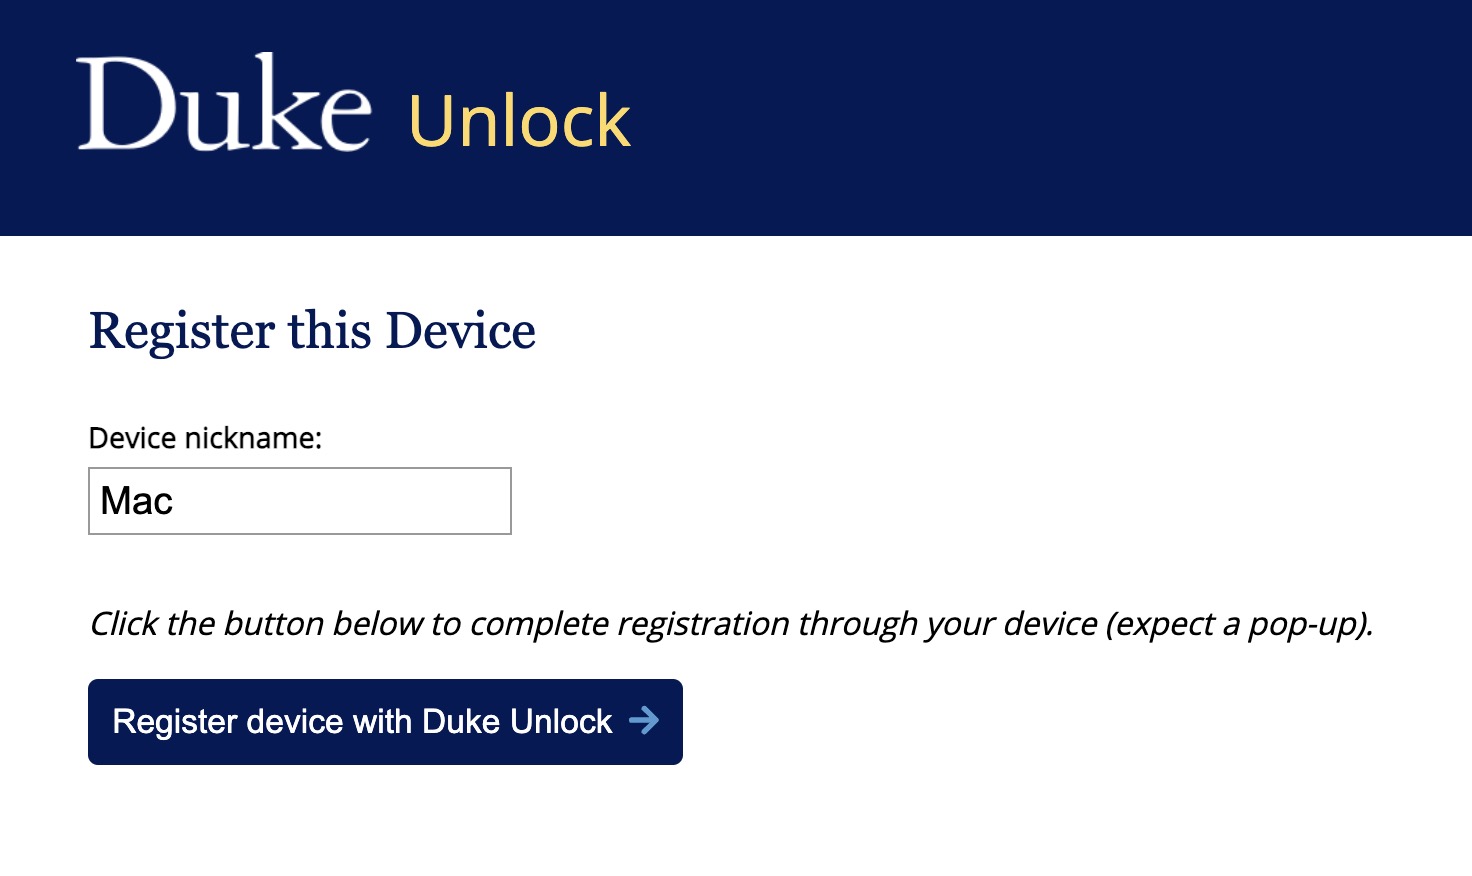 Duke Unlock
Register this Device
Device nickname:
Mac
Click the button below to complete registration through your device (expect a pop-up).
Register device with Duke Unlock →